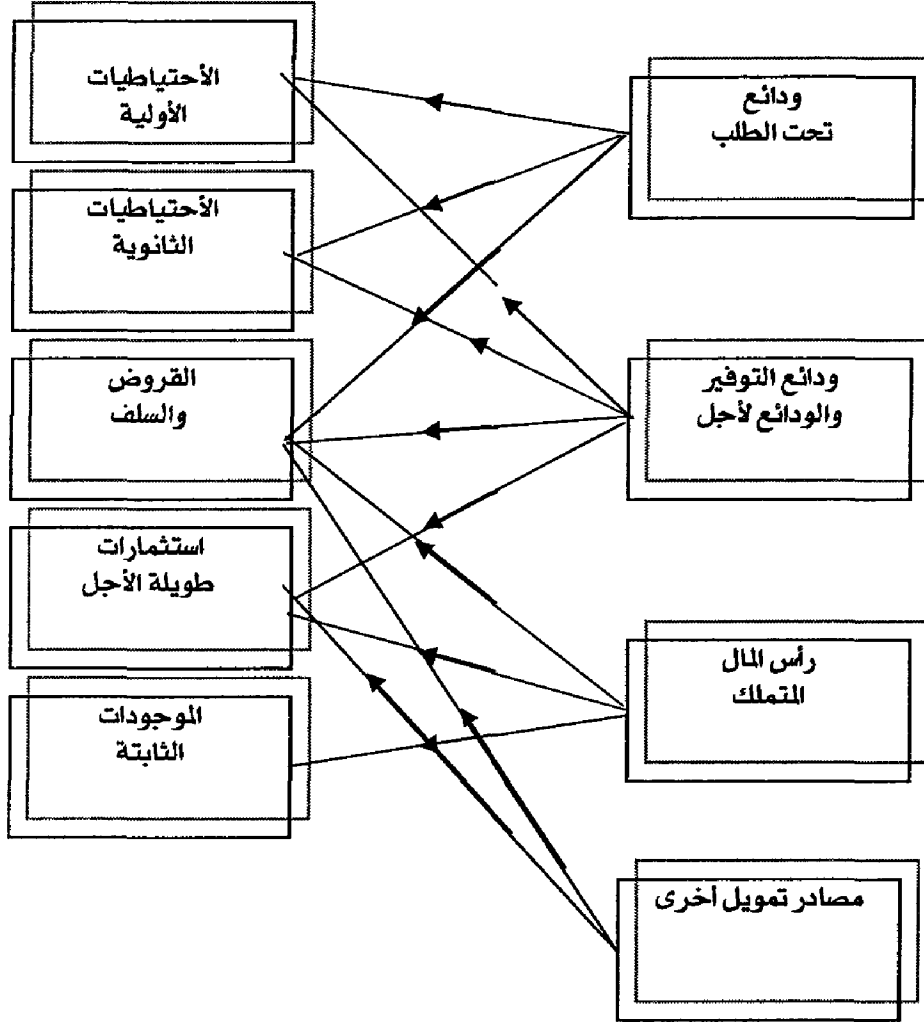 ودائع
تحت الطلب
ودائع التوفير
والودائع لأجل
رأس المال
المتملك
مصادر تمويل أخرى
الأحتياطيات
الأولية
الأحتياطيات
الثانوية
القروض
والسلف
استثمارات
طويلة الأجل
الموجودات
الثابتة